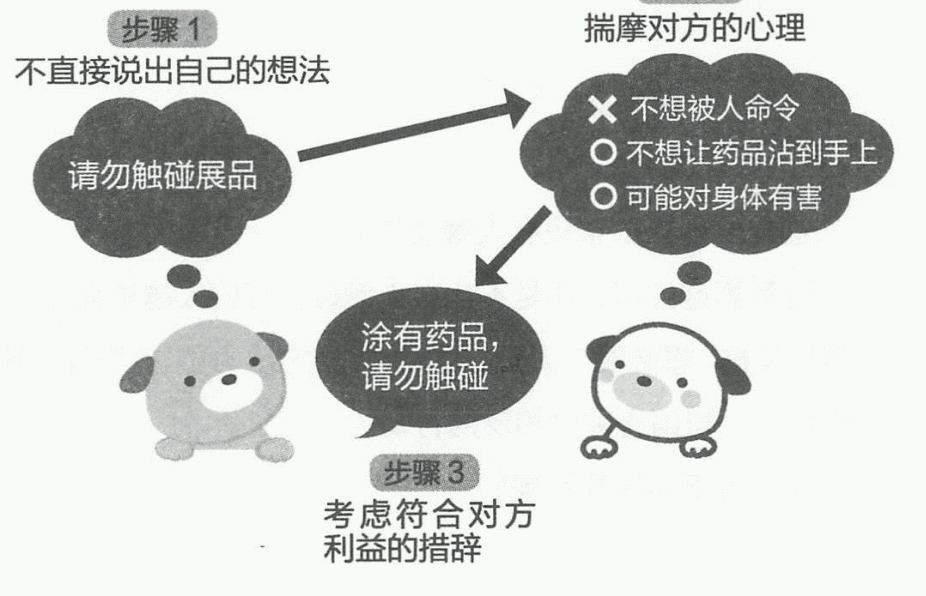 步骤 1
不直接说出自己的想法
请勿触碰展品
揣摩对方的心理
不想被人命令
不想让药品沾到手上
可能对身体有害
涂有药品，
请勿触碰
步骤 3
考虑符合对方
利益的措辞